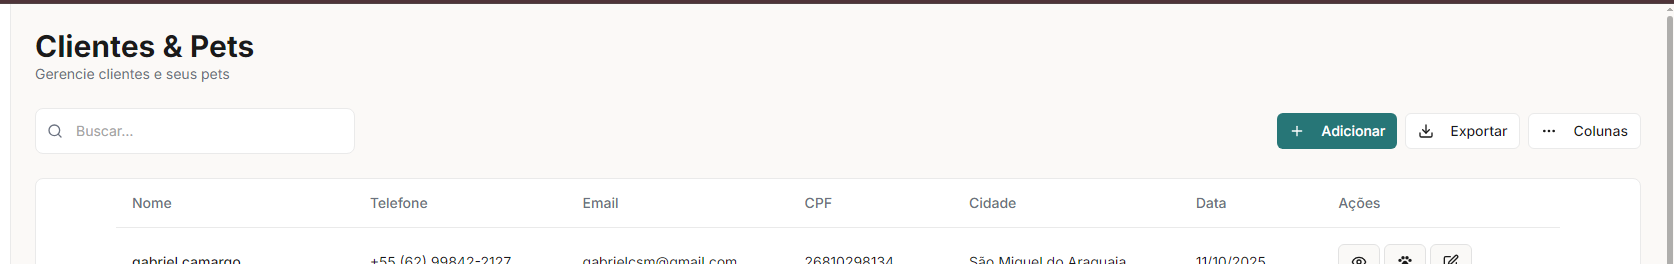 Clientes & Pets
Gerencie clientes e seus pets
Buscar...
Adicionar
Exportar
Colunas
Nome Telefone Email CPF Cidade Data Ações
gabriel camargo +55 (62) 99842-2127 gabrielcsm@gmail.com 26810298134 São Miguel do Araguaia 11/10/2025